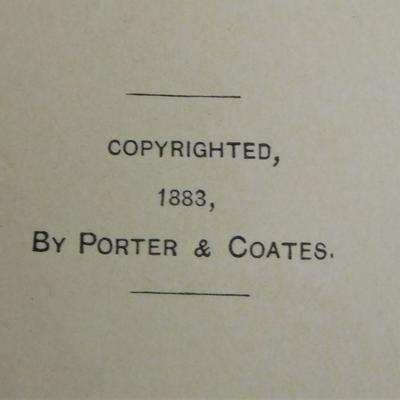 COPYRIGHTED,
1883,
BY PORTER & COATES.